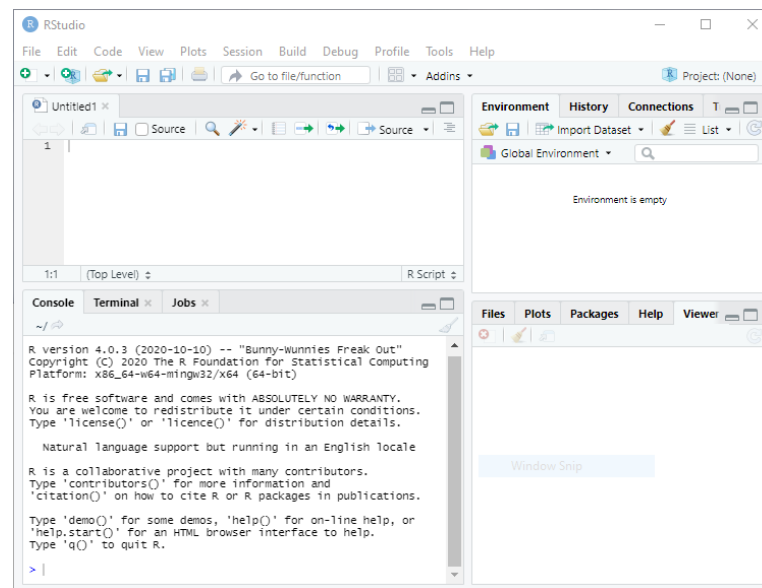 RStudio
File Edit Code View Plots Session Build Debug Profile Tools Help
Go to file/function Addins Project: (None)
Untitled1
Source Source
1
1:1 (Top Level) R Script
Console Terminal Jobs
~/
R version 4.0.3 (2020-10-10) -- "Bunny-Wunnies Freak Out"
Copyright (C) 2020 The R Foundation for Statistical Computing
Platform: x86_64-w64-mingw32/x64 (64-bit)
R is free software and comes with ABSOLUTELY NO WARRANTY.
You are welcome to redistribute it under certain conditions.
Type 'license()' or 'licence()' for distribution details.
Natural language support but running in an English locale
R is a collaborative project with many contributors.
Type 'contributors()' for more information and
'citation()' on how to cite R or R packages in publications.
Type 'demo()' for some demos, 'help()' for on-line help, or
'help.start()' for an HTML browser interface to help.
Type 'q()' to quit R.
>
Environment History Connections T
Import Dataset List
Global Environment
Environment is empty
Files Plots Packages Help Viewer
Window Snip